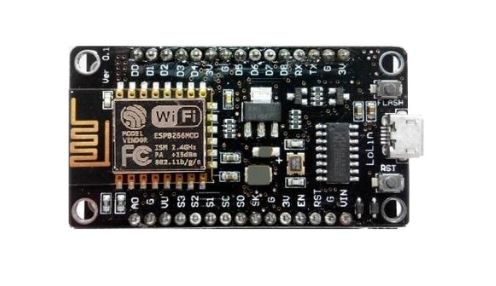 Ver 0.1
D0 D1 D2 D3 D4 3V G D5 D6 D7 D8 RX TX G 3V
FLASH
WiFi
MODEL
VENDOR
ESP8266MOD
FC
ISM 2.4GHz
PA +25dBm
802.11b/g/n
LoLin
RST
A0 G VU S3 S2 S1 SC S0 SK G 3V EN RST G VIN